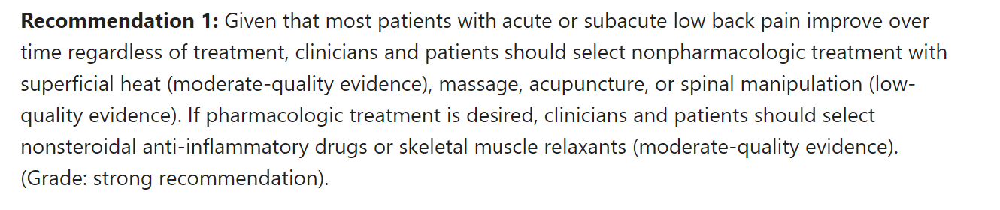 Recommendation 1: Given that most patients with acute or subacute low back pain improve over
time regardless of treatment, clinicians and patients should select nonpharmacologic treatment with
superficial heat (moderate-quality evidence), massage, acupuncture, or spinal manipulation (low-
quality evidence). If pharmacologic treatment is desired, clinicians and patients should select
nonsteroidal anti-inflammatory drugs or skeletal muscle relaxants (moderate-quality evidence).
(Grade: strong recommendation).